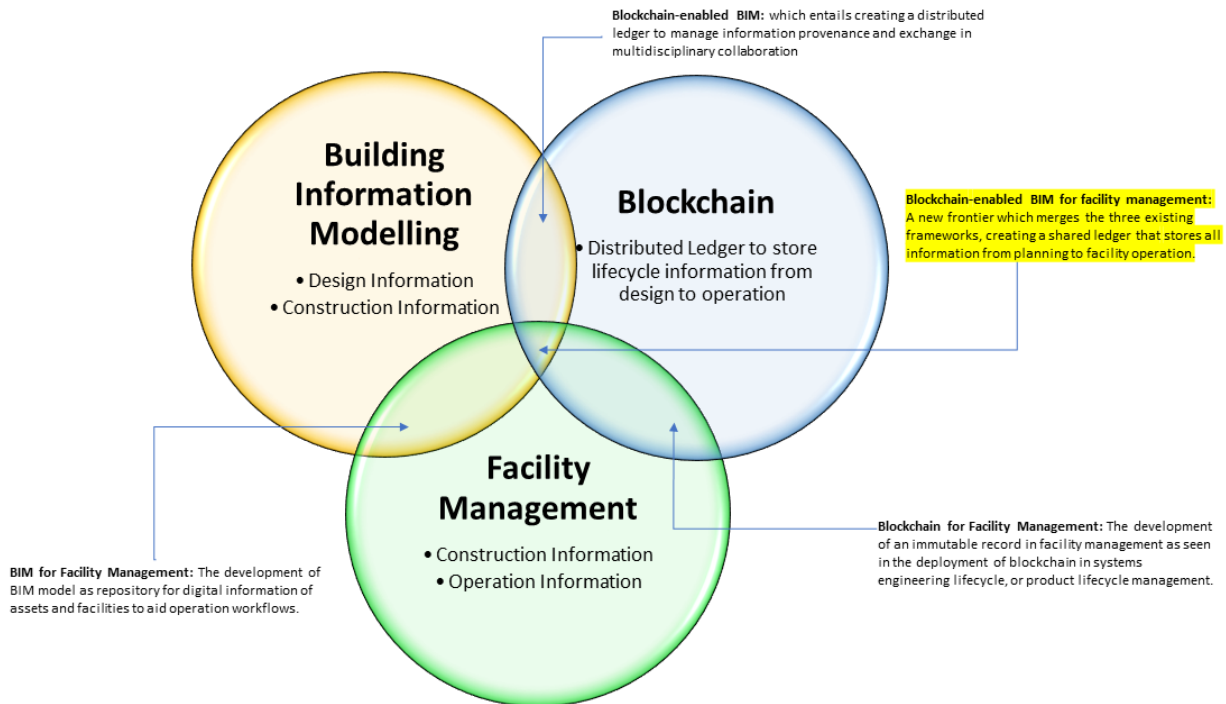 Blockchain-enabled BIM: which entails creating a distributed
ledger to manage information provenance and exchange in
multidisciplinary collaboration
Building
Information
Modelling
• Design Information
• Construction Information
Blockchain
• Distributed Ledger to store
lifecycle information from
design to operation
Blockchain-enabled BIM for facility management:
A new frontier which merges the three existing
frameworks, creating a shared ledger that stores all
information from planning to facility operation.
Facility
Management
• Construction Information
• Operation Information
Blockchain for Facility Management: The development
of an immutable record in facility management as seen
in the deployment of blockchain in systems
engineering lifecycle, or product lifecycle management.
BIM for Facility Management: The development of
BIM model as repository for digital information of
assets and facilities to aid operation workflows.